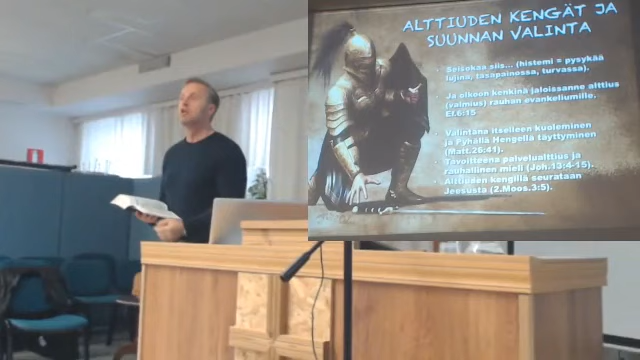 ALTTIUDEN KENGÄT JA
SUUNNAN VALINTA
Seisokaa siis... (histemi = pysykää
lujina, tasapainossa, turvassa).
Ja olkoon kenkinä jaloissanne alttius
(valmius) rauhan evankeliumille.
Ef.6:15
Valintana itselleen kuoleminen
ja Pyhällä Hengellä täyttyminen
(Matt.26:41).
Tavoitteena palvelualttius ja
rauhallinen mieli (Joh.13:4-15).
Alttiuden kengillä seurataan
Jeesusta (2.Moos.3:5).